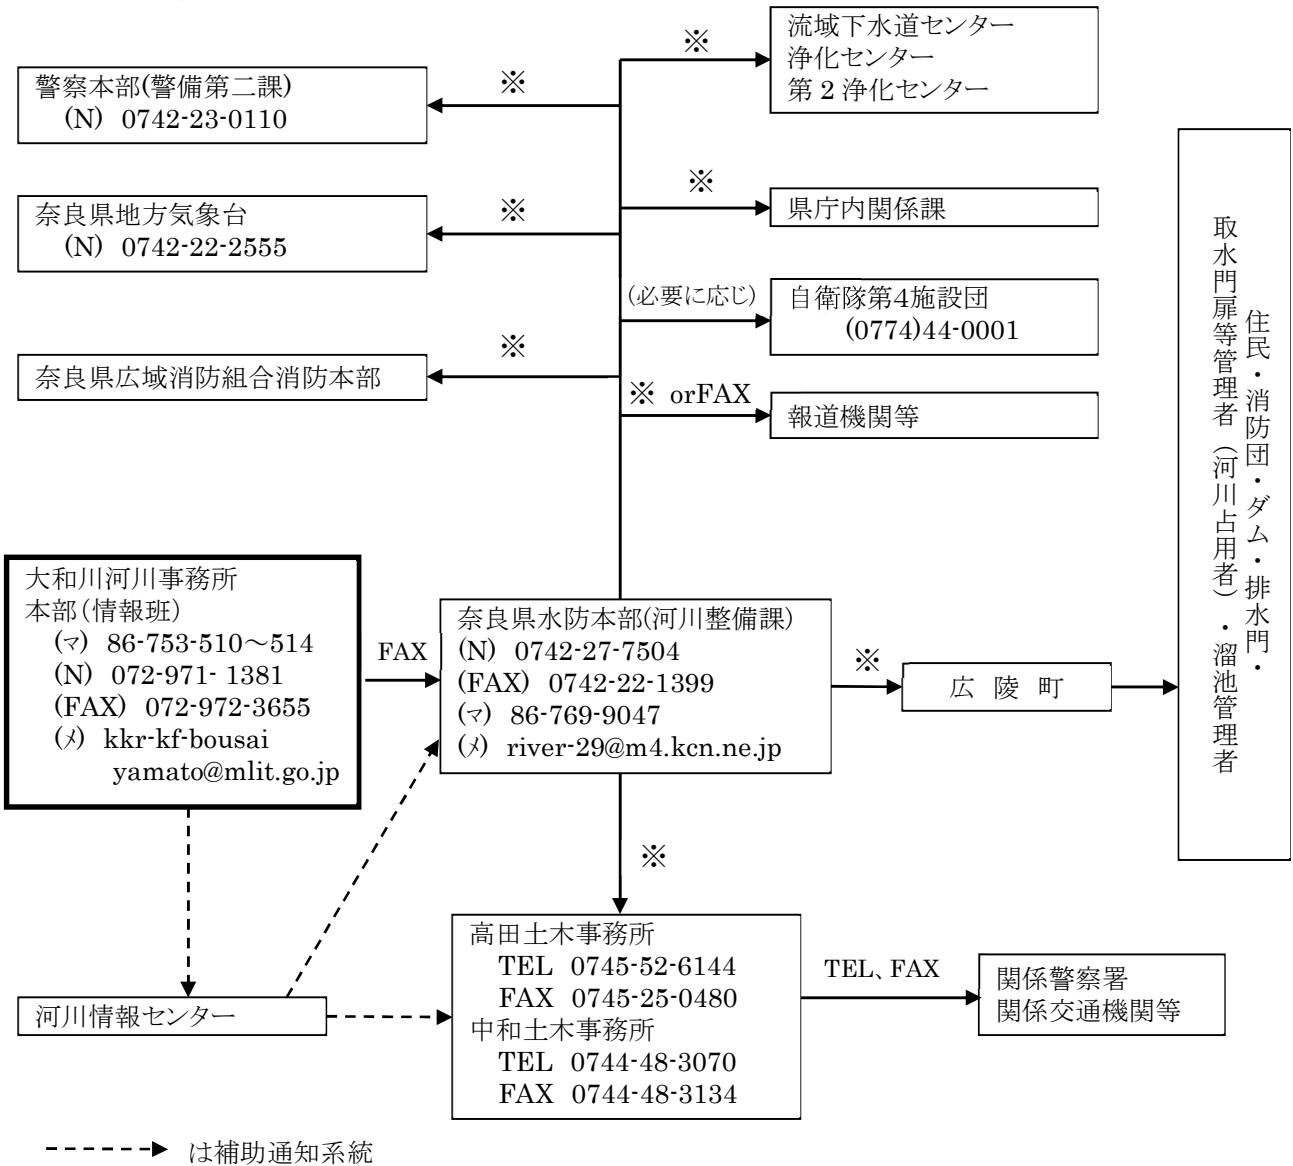 ※
流域下水道センター
浄化センター
第2浄化センター
警察本部(警備第二課)
(N) 0742-23-0110
※
※
県庁内関係課
奈良県地方気象台
(N) 0742-22-2555
※
(必要に応じ)
自衛隊第4施設団
(0774)44-0001
奈良県広域消防組合消防本部
※
※ orFAX
報道機関等
住民・消防団・ダム・排水門・
取水門扉等管理者（河川占用者）・溜池管理者
大和川河川事務所
本部(情報班)
(マ) 86-753-510～514
(N) 072-971- 1381
(FAX) 072-972-3655
(メ) kkr-kf-bousai
yamato@mlit.go.jp
FAX
奈良県水防本部(河川整備課)
(N) 0742-27-7504
(FAX) 0742-22-1399
(マ) 86-769-9047
(メ) river-29@m4.kcn.ne.jp
※
広 陵 町
※
河川情報センター
高田土木事務所
TEL 0745-52-6144
FAX 0745-25-0480
中和土木事務所
TEL 0744-48-3070
FAX 0744-48-3134
TEL、FAX
関係警察署
関係交通機関等
は補助通知系統